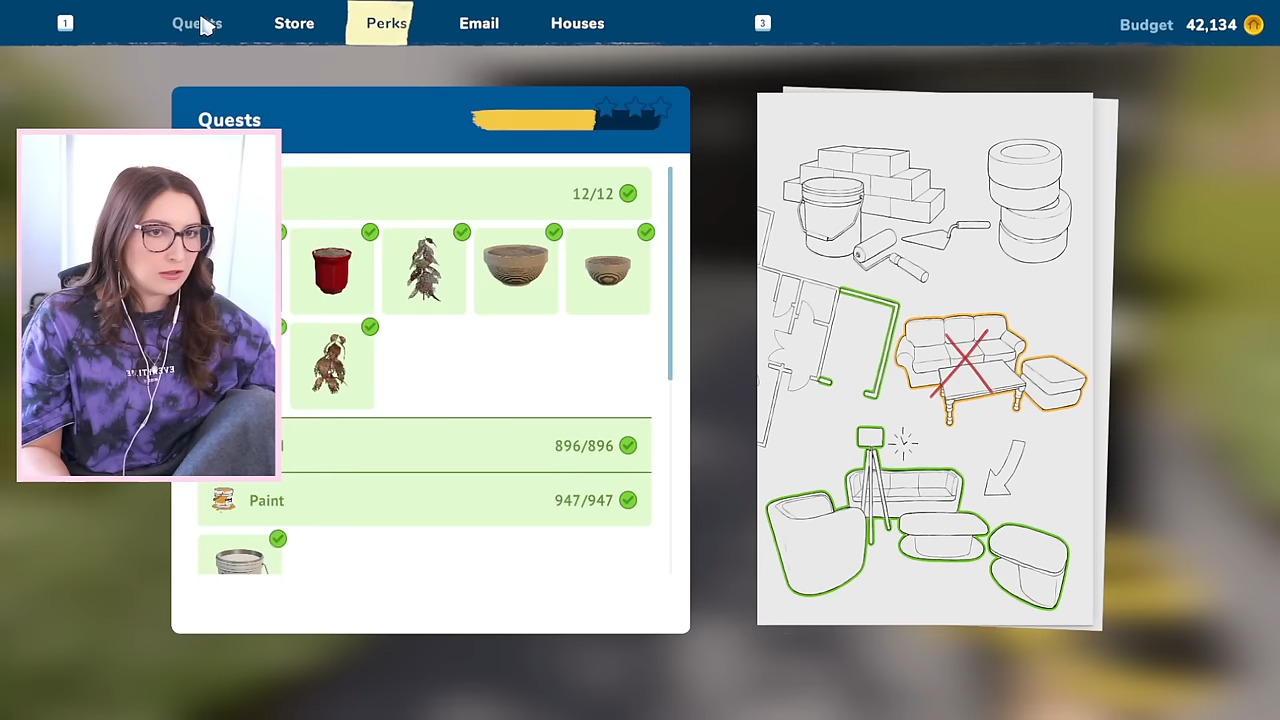 1 Quests Store Perks Email Houses 3 Budget 42,134
Quests
12/12
896/896
Paint 947/947